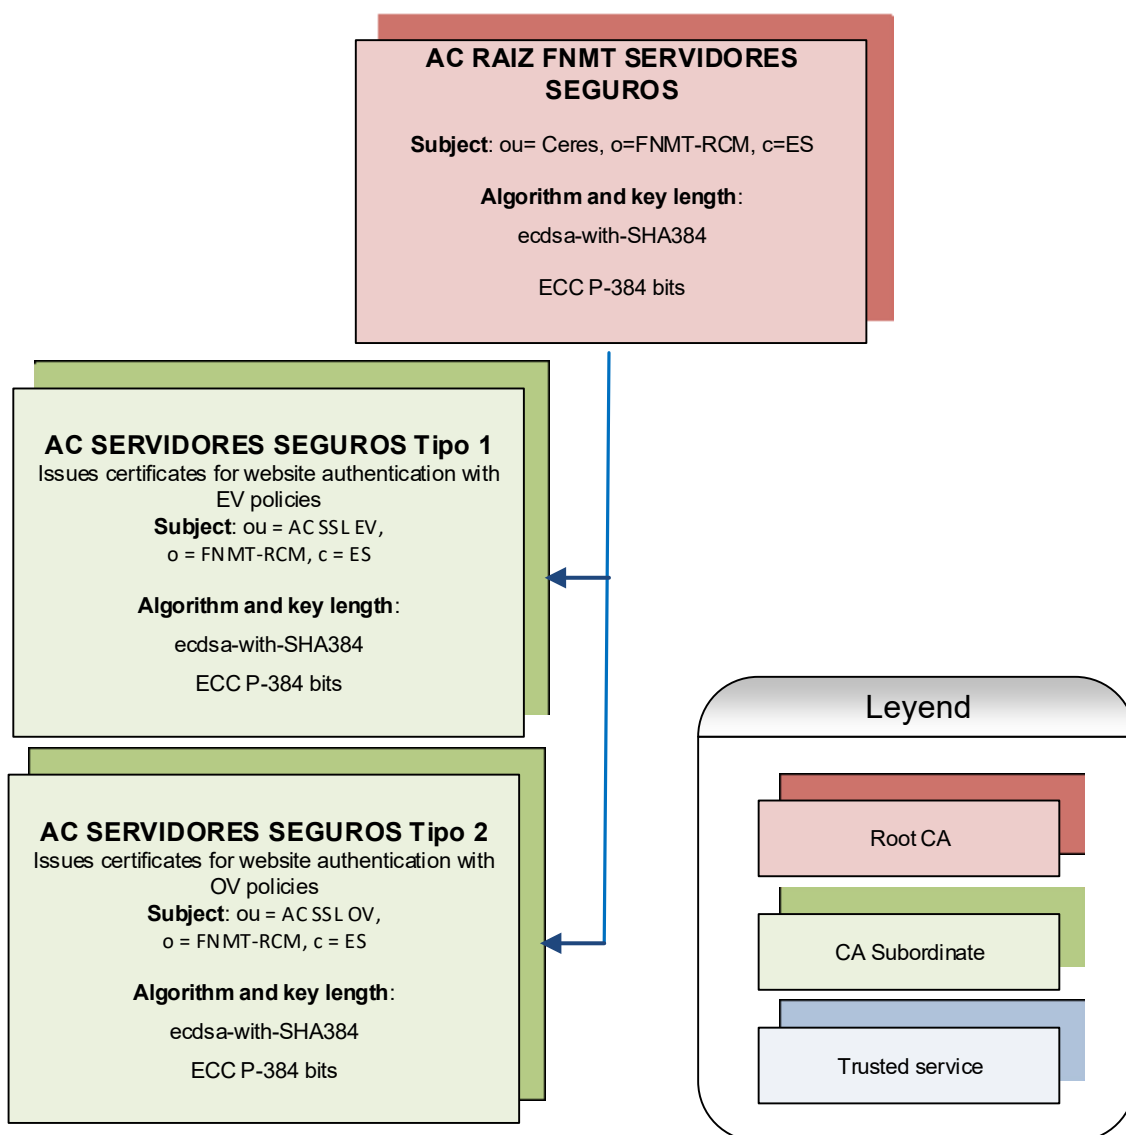 AC RAIZ FNMT SERVIDORES
SEGUROS
Subject: ou= Ceres, o=FNMT-RCM, c=ES
Algorithm and key length:
ecdsa-with-SHA384
ECC P-384 bits
AC SERVIDORES SEGUROS Tipo 1
Issues certificates for website authentication with
EV policies
Subject: ou = AC SSL EV,
o = FNMT-RCM, c = ES
Algorithm and key length:
ecdsa-with-SHA384
ECC P-384 bits
AC SERVIDORES SEGUROS Tipo 2
Issues certificates for website authentication with
OV policies
Subject: ou = AC SSL OV,
o = FNMT-RCM, c = ES
Algorithm and key length:
ecdsa-with-SHA384
ECC P-384 bits
Leyend
Root CA
CA Subordinate
Trusted service